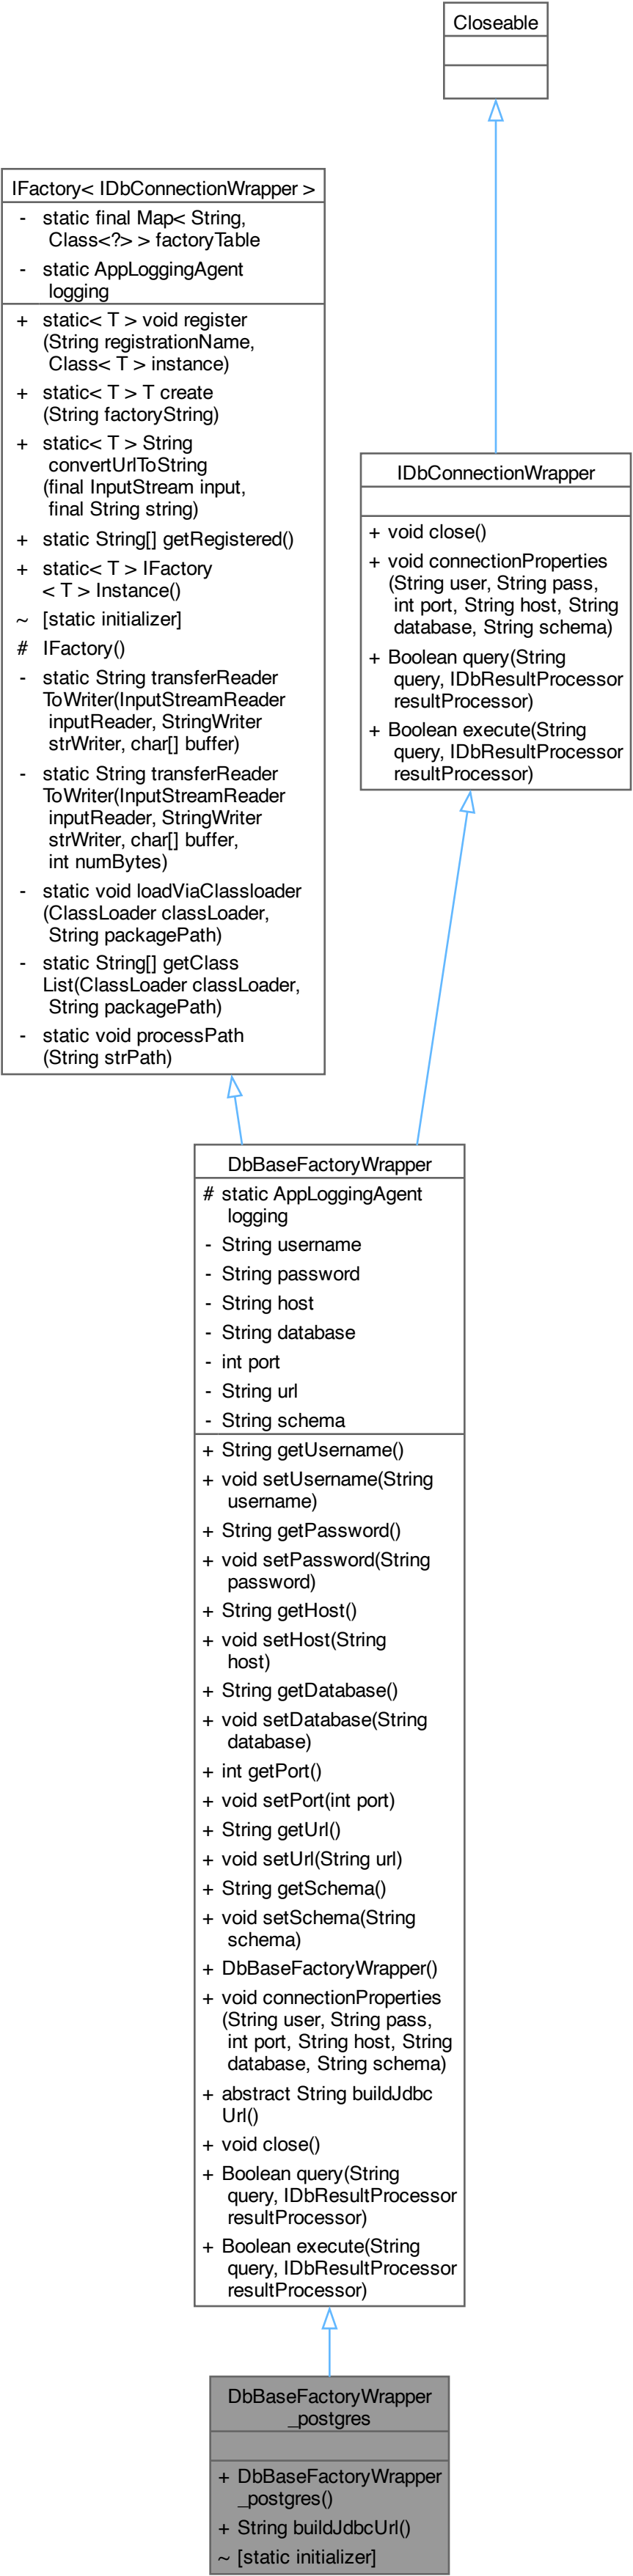 Closeable
IFactory< IDbConnectionWrapper >
- static final Map< String,
Class<?> > factoryTable
- static AppLoggingAgent
logging
+ static< T > void register
(String registrationName,
Class< T > instance)
+ static< T > T create
(String factoryString)
+ static< T > String
convertUrlToString
(final InputStream input,
final String string)
+ static String[] getRegistered()
+ static< T > IFactory
< T > Instance()
~ [static initializer]
# IFactory()
- static String transferReader
ToWriter(InputStreamReader
inputReader, StringWriter
strWriter, char[] buffer)
- static String transferReader
ToWriter(InputStreamReader
inputReader, StringWriter
strWriter, char[] buffer,
int numBytes)
- static void loadViaClassloader
(ClassLoader classLoader,
String packagePath)
- static String[] getClass
List(ClassLoader classLoader,
String packagePath)
- static void processPath
(String strPath)
IDbConnectionWrapper
+ void close()
+ void connectionProperties
(String user, String pass,
int port, String host, String
database, String schema)
+ Boolean query(String
query, IDbResultProcessor
resultProcessor)
+ Boolean execute(String
query, IDbResultProcessor
resultProcessor)
DbBaseFactoryWrapper
# static AppLoggingAgent
logging
- String username
- String password
- String host
- String database
- int port
- String url
- String schema
+ String getUsername()
+ void setUsername(String
username)
+ String getPassword()
+ void setPassword(String
password)
+ String getHost()
+ void setHost(String
host)
+ String getDatabase()
+ void setDatabase(String
database)
+ int getPort()
+ void setPort(int port)
+ String getUrl()
+ void setUrl(String url)
+ String getSchema()
+ void setSchema(String
schema)
+ DbBaseFactoryWrapper()
+ void connectionProperties
(String user, String pass,
int port, String host, String
database, String schema)
+ abstract String buildJdbc
Url()
+ void close()
+ Boolean query(String
query, IDbResultProcessor
resultProcessor)
+ Boolean execute(String
query, IDbResultProcessor
resultProcessor)
DbBaseFactoryWrapper
_postgres
+ DbBaseFactoryWrapper
_postgres()
+ String buildJdbcUrl()
~ [static initializer]